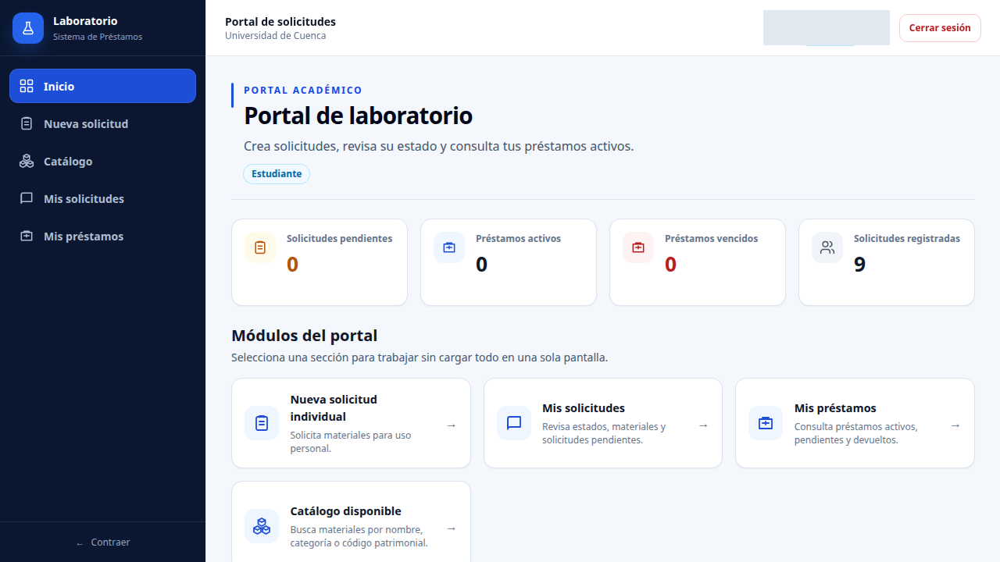 Laboratorio
Sistema de Préstamos
Inicio
Nueva solicitud
Catálogo
Mis solicitudes
Mis préstamos
← Contraer
Portal de solicitudes
Universidad de Cuenca
Cerrar sesión
PORTAL ACADÉMICO
Portal de laboratorio
Crea solicitudes, revisa su estado y consulta tus préstamos activos.
Estudiante
Solicitudes pendientes
0
Préstamos activos
0
Préstamos vencidos
0
Solicitudes registradas
9
Módulos del portal
Selecciona una sección para trabajar sin cargar todo en una sola pantalla.
Nueva solicitud
individual
Solicita materiales para uso
personal.
→
Mis solicitudes
Revisa estados, materiales y
solicitudes pendientes.
→
Mis préstamos
Consulta préstamos activos,
pendientes y devueltos.
→
Catálogo disponible
Busca materiales por nombre,
categoría o código patrimonial.
→